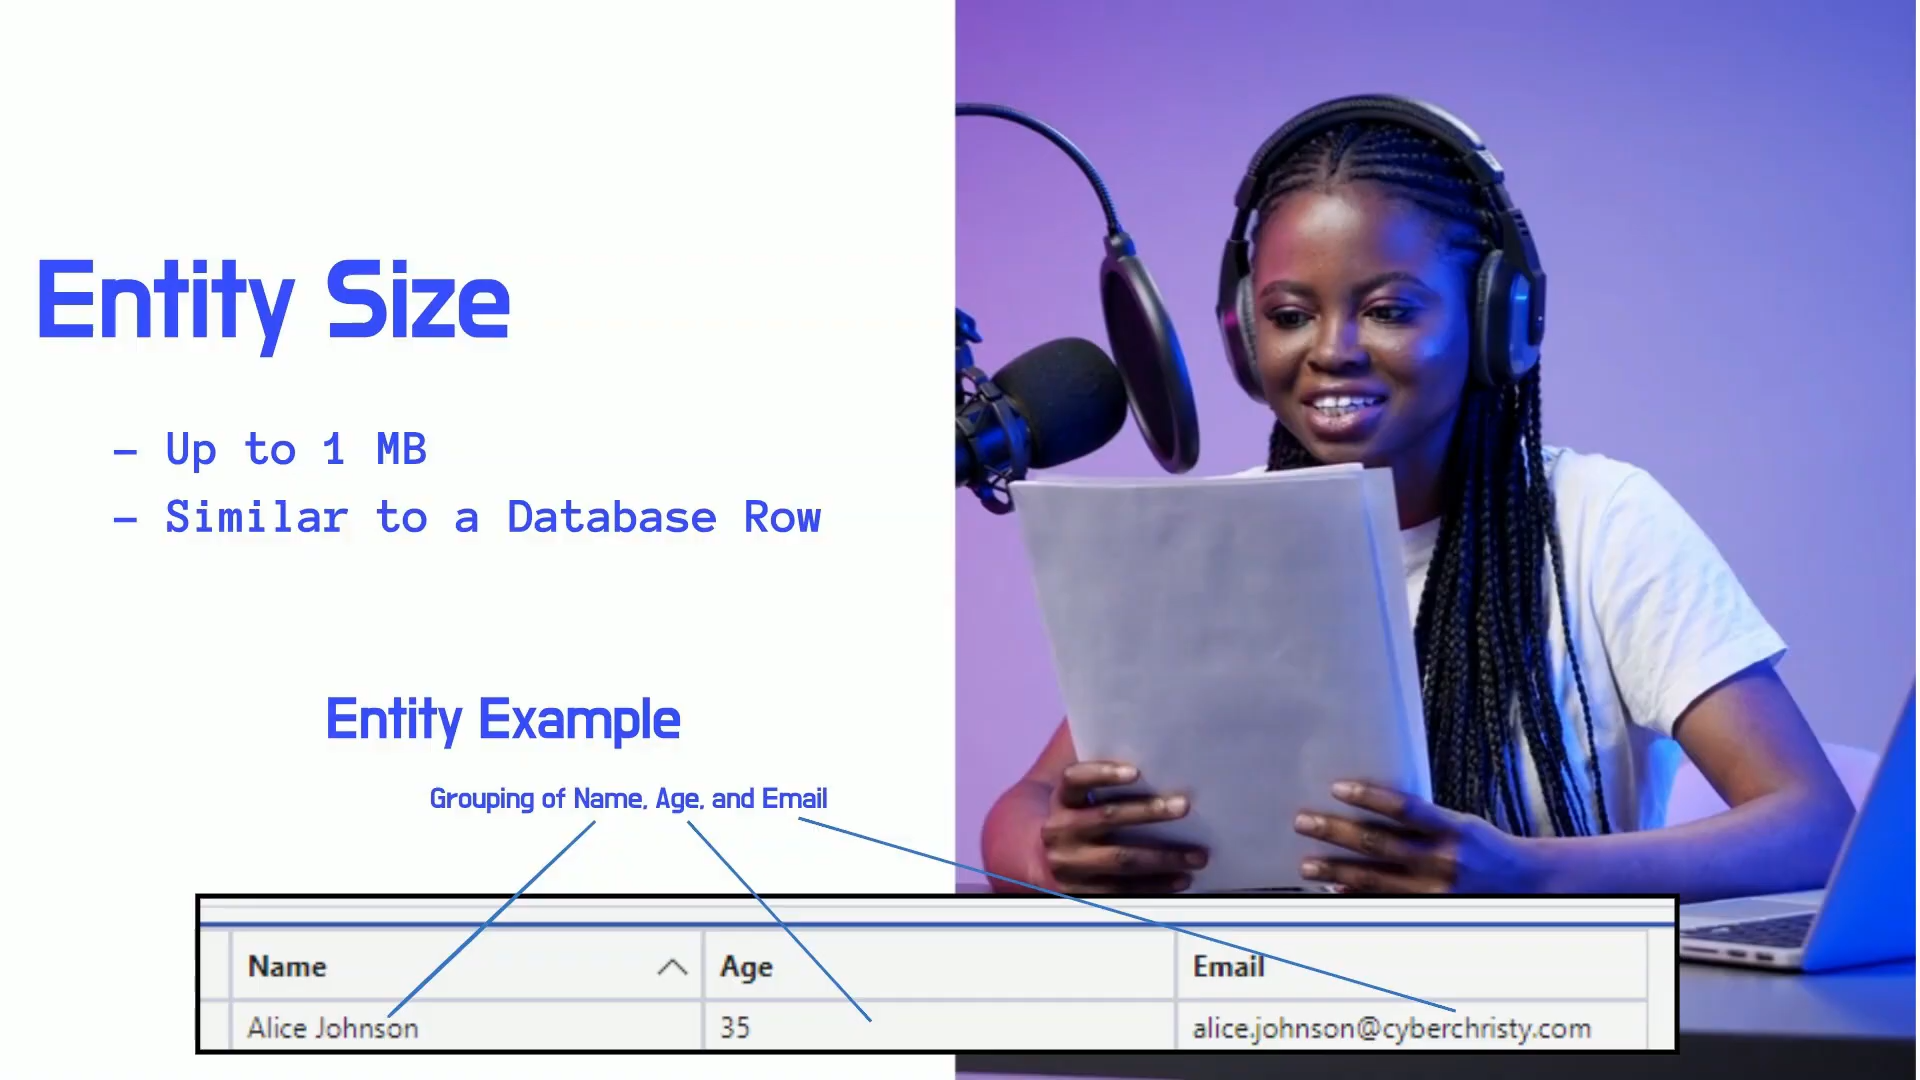 Entity Size
- Up to 1 MB
- Similar to a Database Row
Entity Example
Grouping of Name, Age, and Email
Name Age Email
Alice Johnson 35 alice.johnson@cyberchristy.com